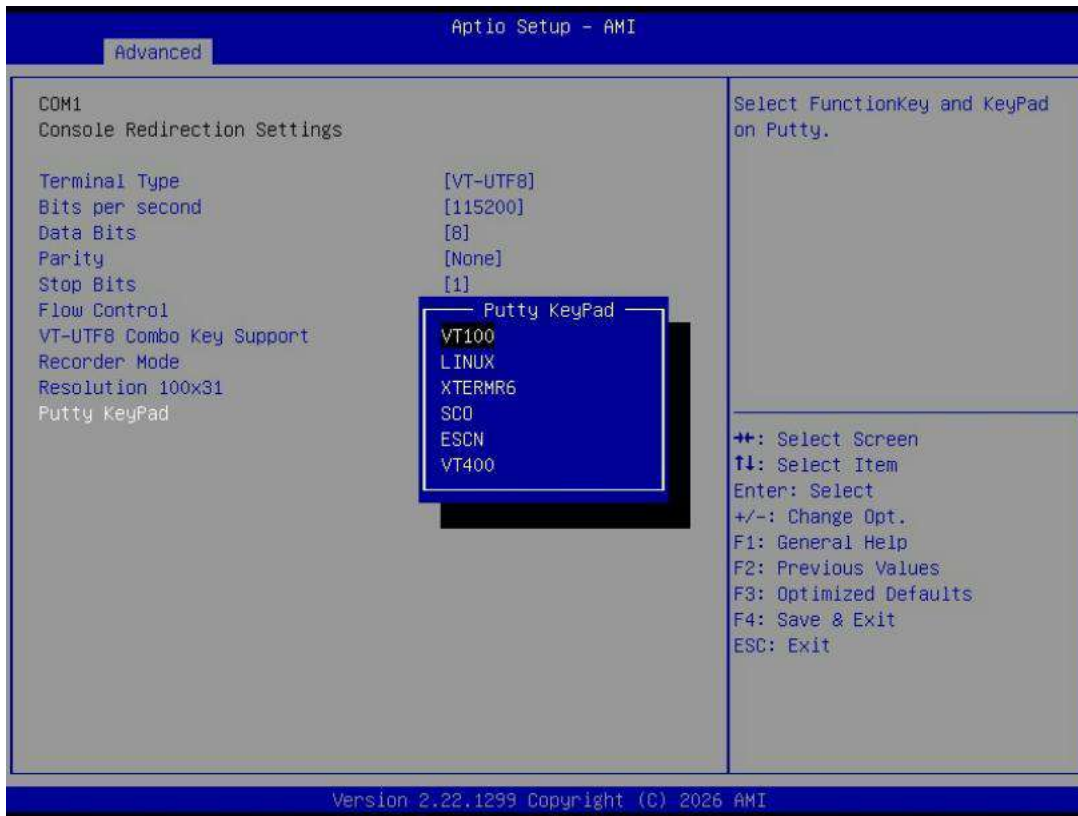 Aptio Setup – AMI
Advanced
COM1
Console Redirection Settings
Terminal Type [VT-UTF8]
Bits per second [115200]
Data Bits [8]
Parity [None]
Stop Bits [1]
Flow Control
VT-UTF8 Combo Key Support
Recorder Mode
Resolution 100x31
Putty KeyPad
Putty KeyPad
VT100
LINUX
XTERMR6
SCO
ESCN
VT400
Select FunctionKey and KeyPad
on Putty.
→←: Select Screen
↑↓: Select Item
Enter: Select
+/-: Change Opt.
F1: General Help
F2: Previous Values
F3: Optimized Defaults
F4: Save & Exit
ESC: Exit
Version 2.22.1299 Copyright (C) 2026 AMI